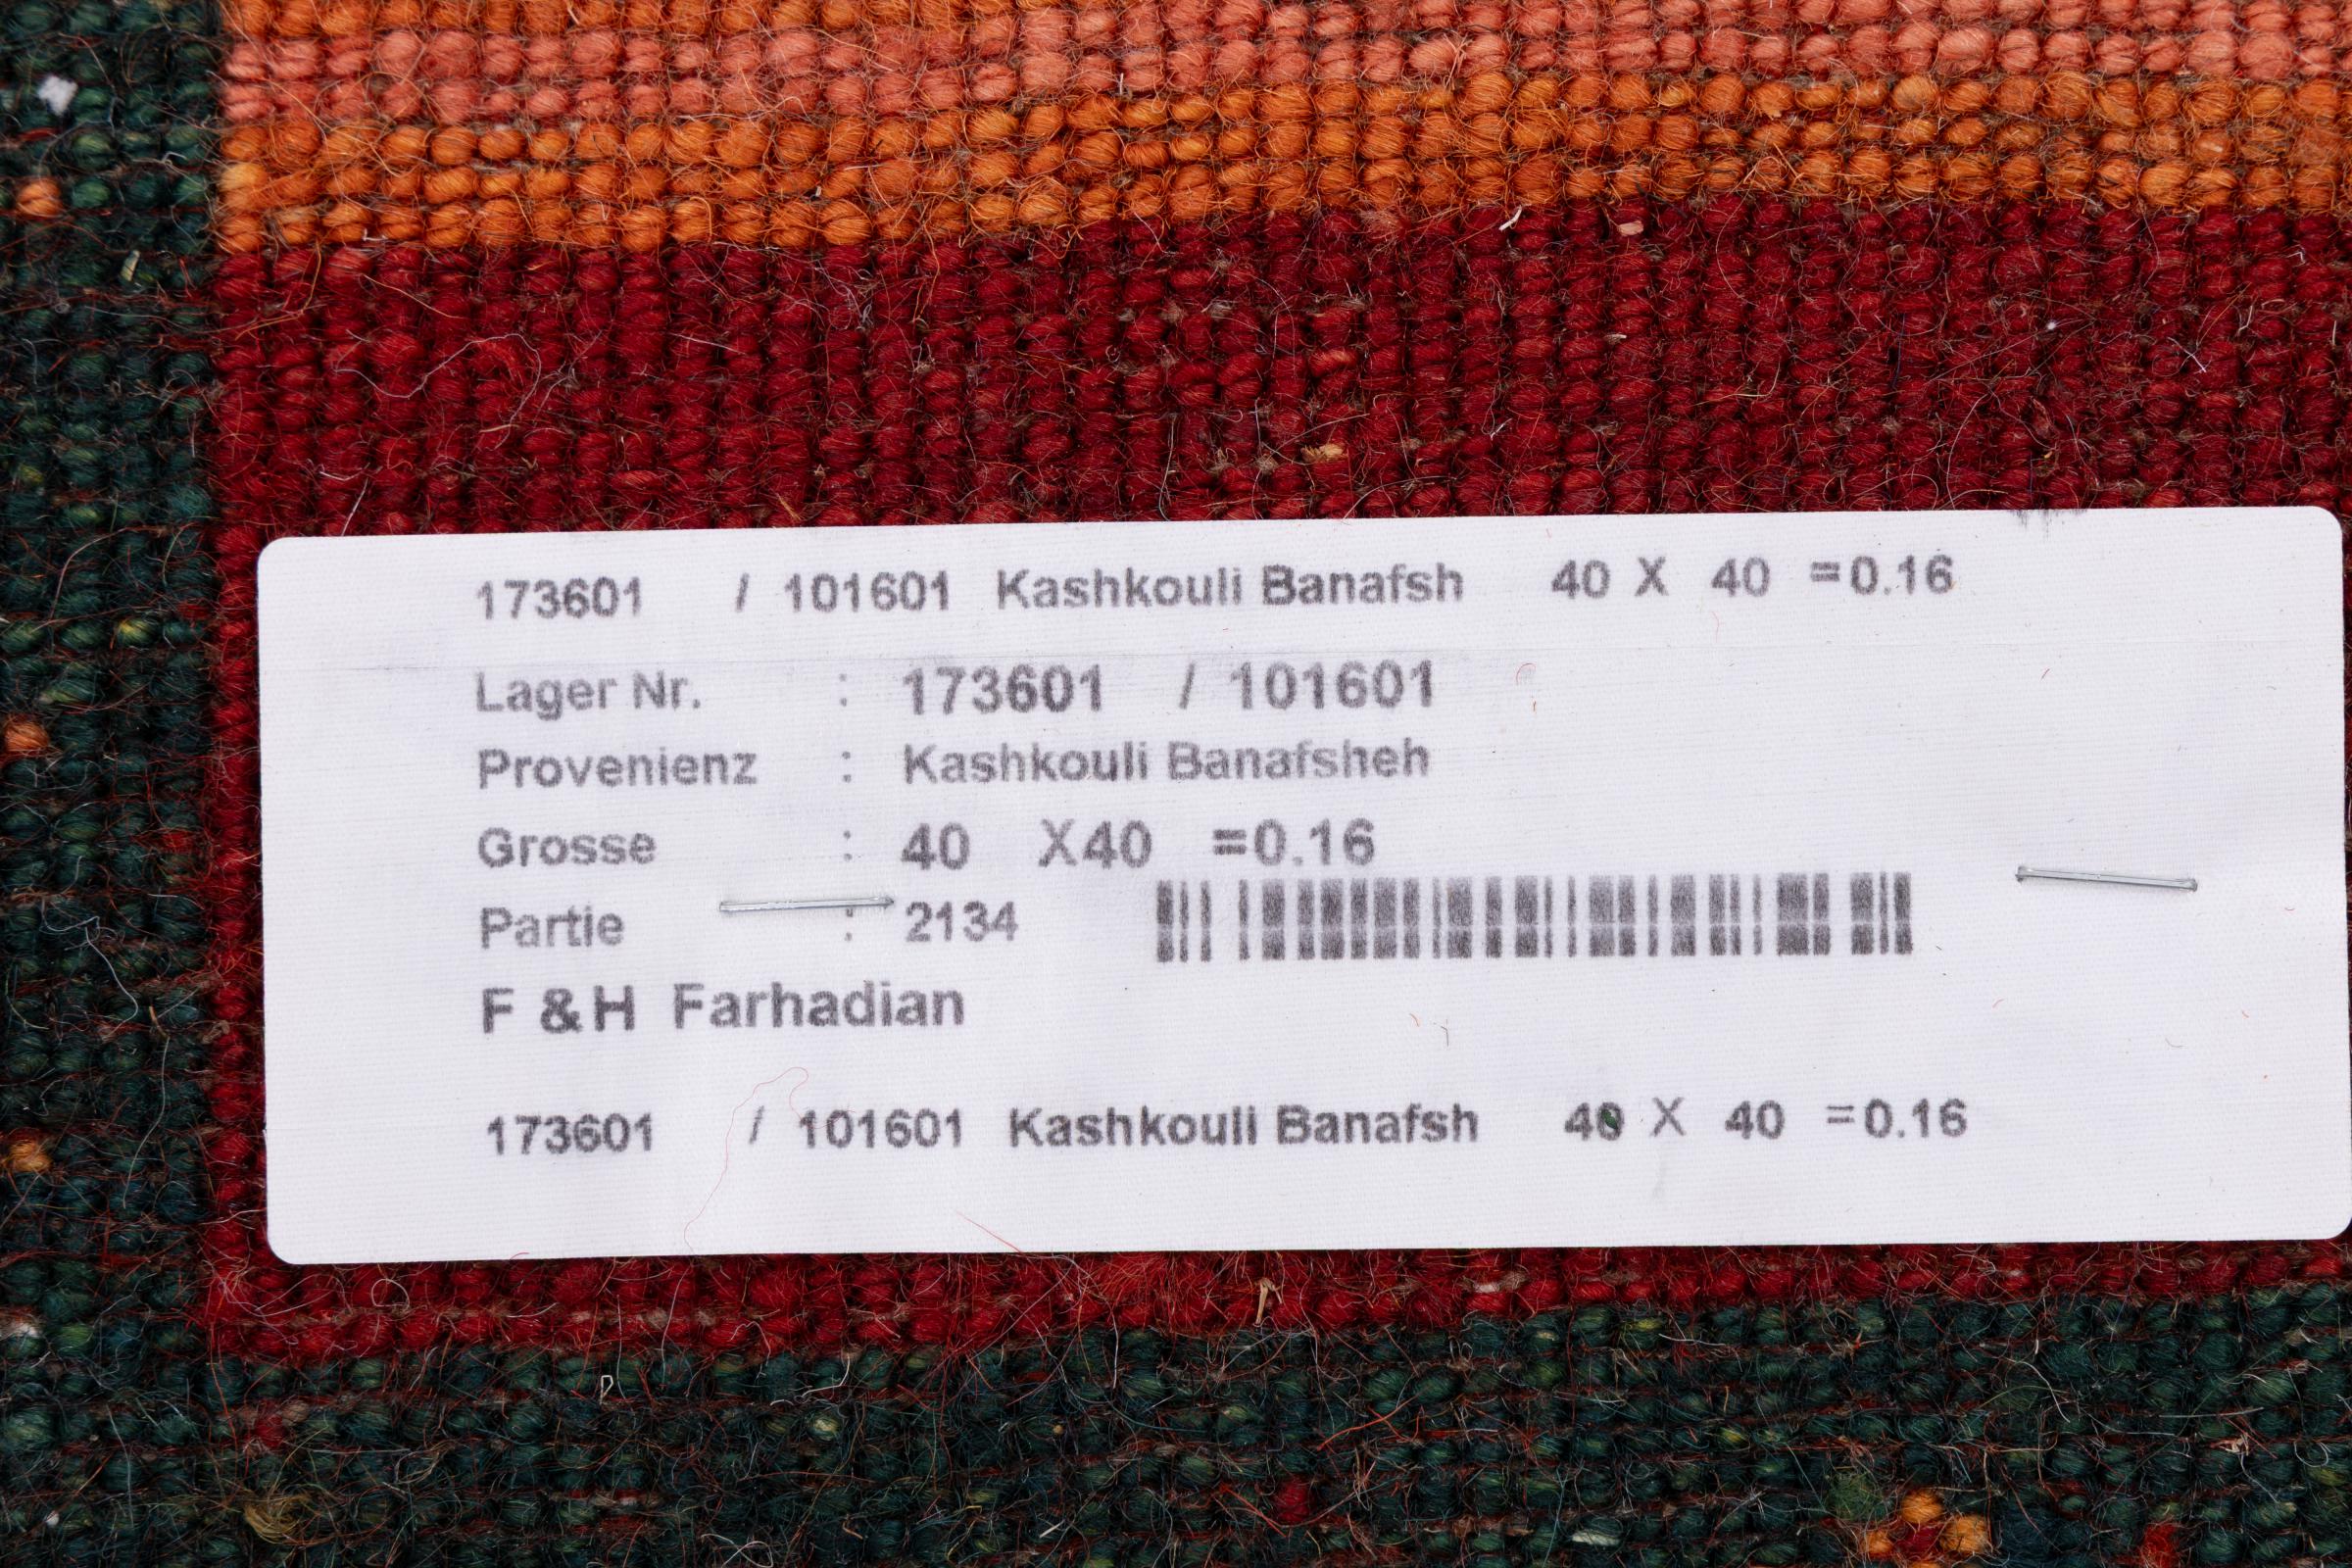 173601 / 101601 Kashkouli Banafsh 40 X 40 =0.16
Lager Nr. : 173601 / 101601
Provenienz : Kashkouli Banafsheh
Grosse : 40 X40 =0.16
Partie : 2134
F &H Farhadian
173601 / 101601 Kashkouli Banafsh 40 X 40 =0.16